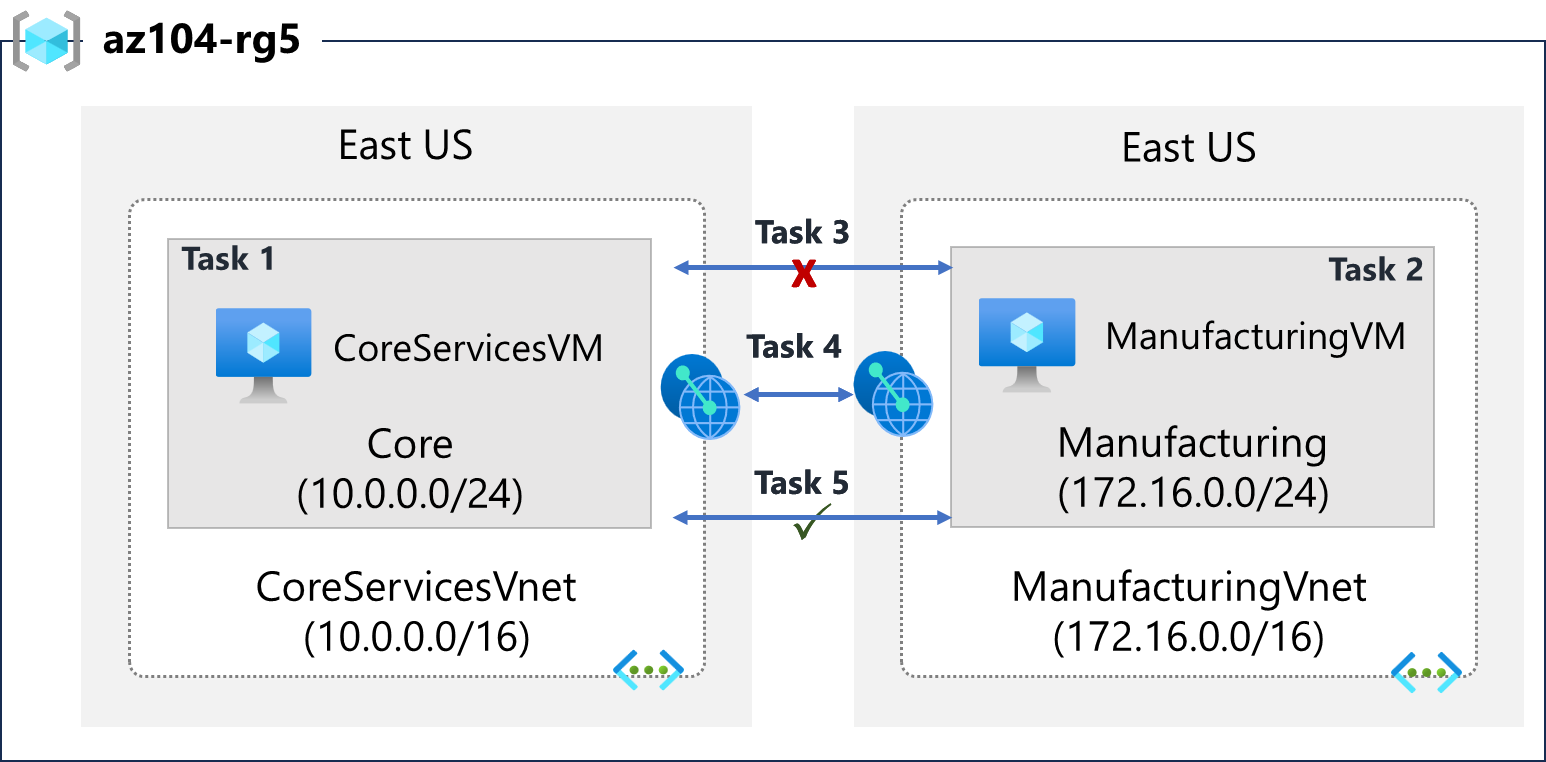 az104-rg5
East US
East US
Task 1
CoreServicesVM
Core
(10.0.0.0/24)
CoreServicesVnet
(10.0.0.0/16)
Task 3
X
Task 4
Task 5
Task 2
ManufacturingVM
Manufacturing
(172.16.0.0/24)
ManufacturingVnet
(172.16.0.0/16)